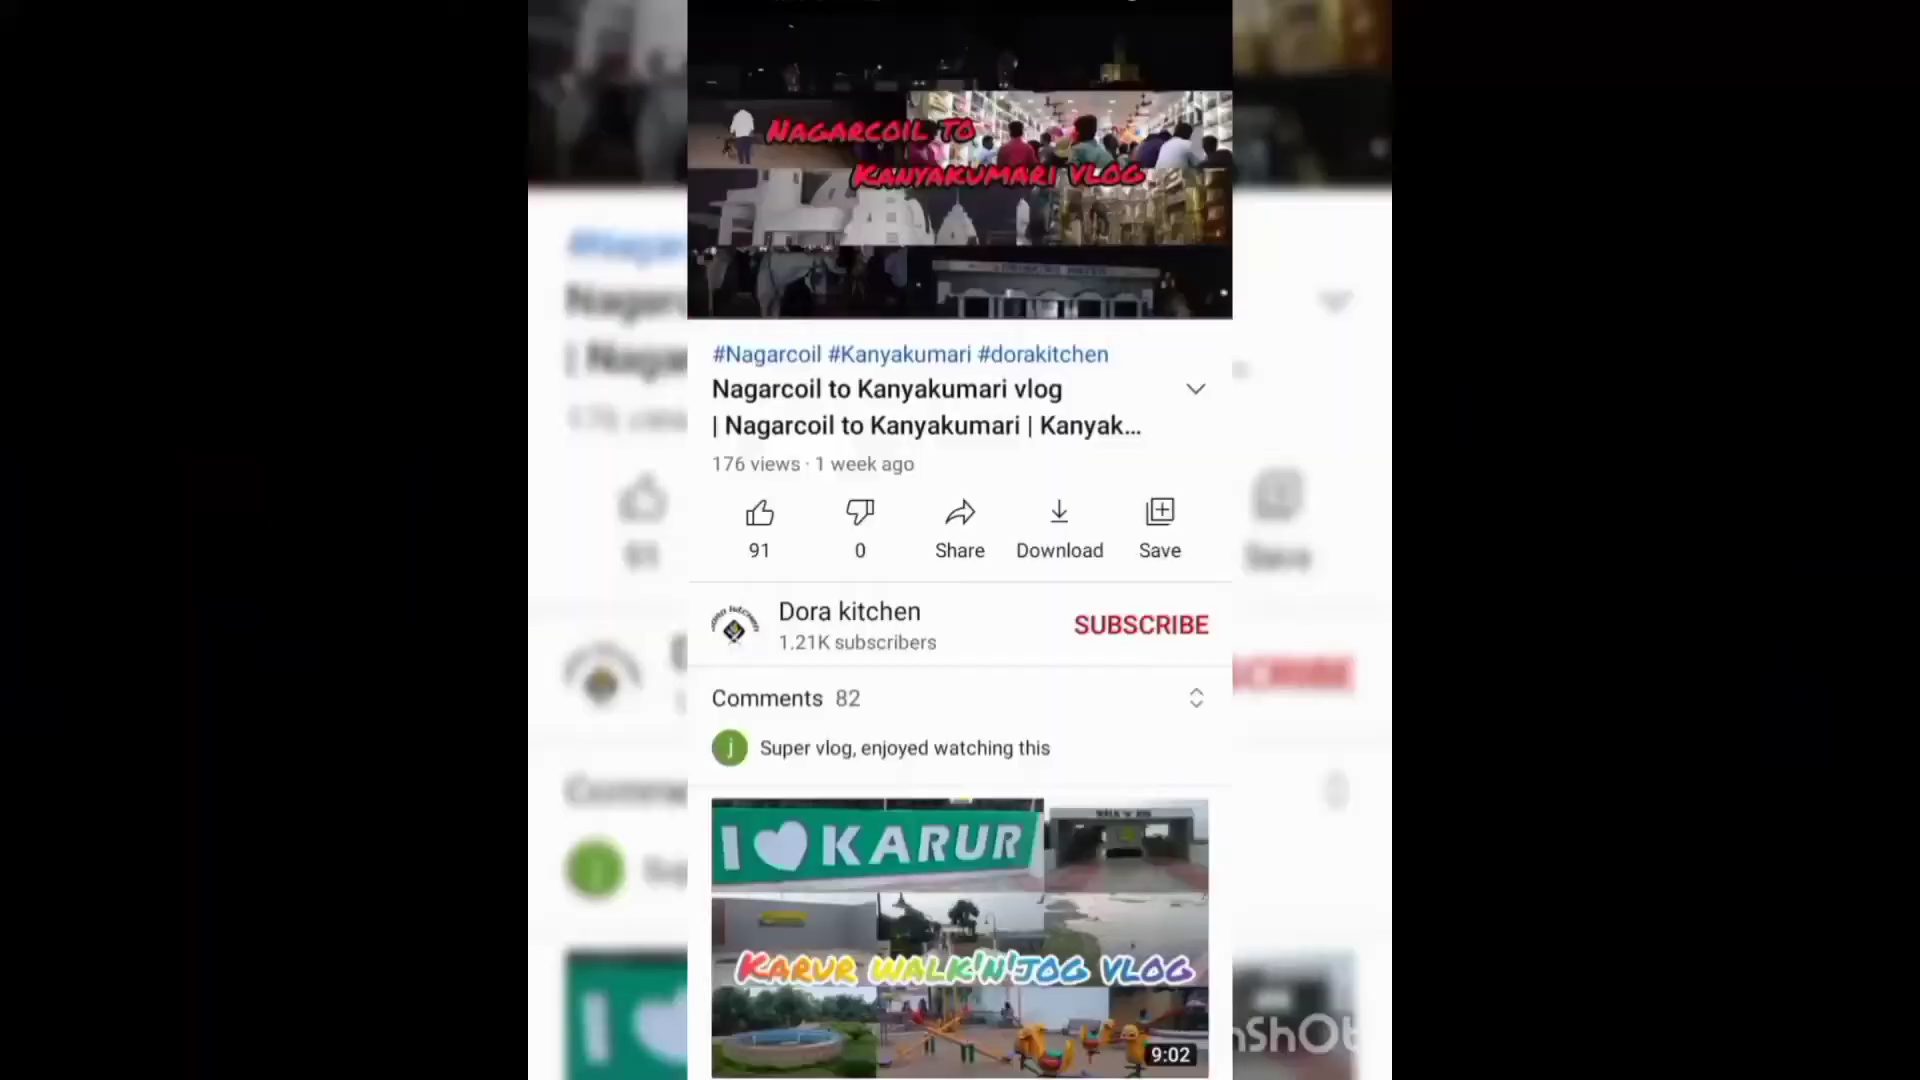 NAGARCOIL TO
KANYAKUMARI VLOG
#Nagarcoil #Kanyakumari #dorakitchen
Nagarcoil to Kanyakumari vlog
| Nagarcoil to Kanyakumari | Kanyak...
176 views · 1 week ago
91
0
Share
Download
Save
Save
Dora kitchen
1.21K subscribers
SUBSCRIBE
Comments 82
j
Super vlog, enjoyed watching this
I KARUR
KARUR WALK'N'JOG VLOG
9:02